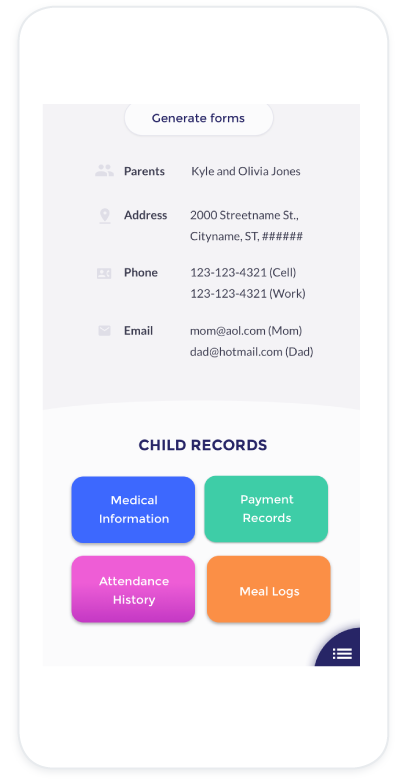 Generate forms
Parents Kyle and Olivia Jones
Address 2000 Streetname St.,
Cityname, ST, ######
Phone 123-123-4321 (Cell)
123-123-4321 (Work)
Email mom@aol.com (Mom)
dad@hotmail.com (Dad)
CHILD RECORDS
Medical
Information
Payment
Records
Attendance
History
Meal Logs